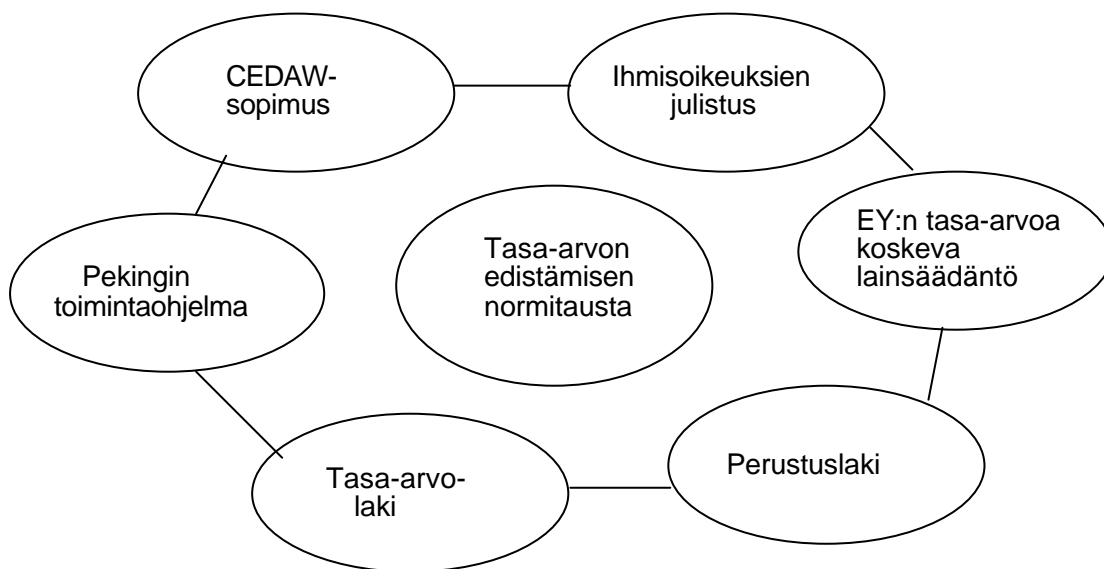 CEDAW-
sopimus
Ihmisoikeuksien
julistus
EY:n tasa-arvoa
koskeva
lainsäädäntö
Tasa-arvon
edistämisen
normitausta
Pekingin
toimintaohjelma
Perustuslaki
Tasa-arvo-
laki